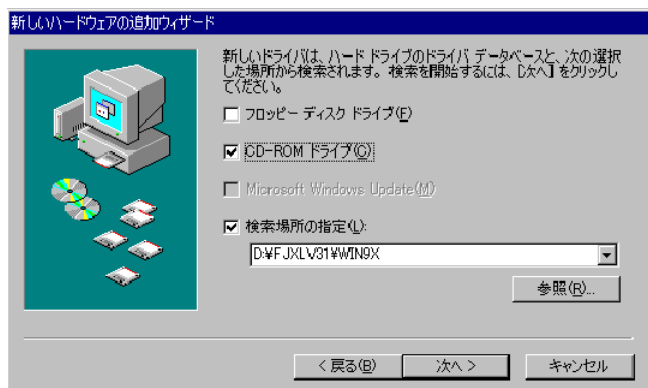 新しいハードウェアの追加ウィザード
新しいドライバは、ハード ドライブのドライバ データベースと、次の選択
した場所から検索されます。検索を開始するには、[次へ] をクリックし
てください。
フロッピー ディスク ドライブ(F)
CD-ROM ドライブ(C)
Microsoft Windows Update(M)
検索場所の指定(L):
D:¥FJXLV31¥WIN9X
参照(R)...
< 戻る(B)
次へ >
キャンセル